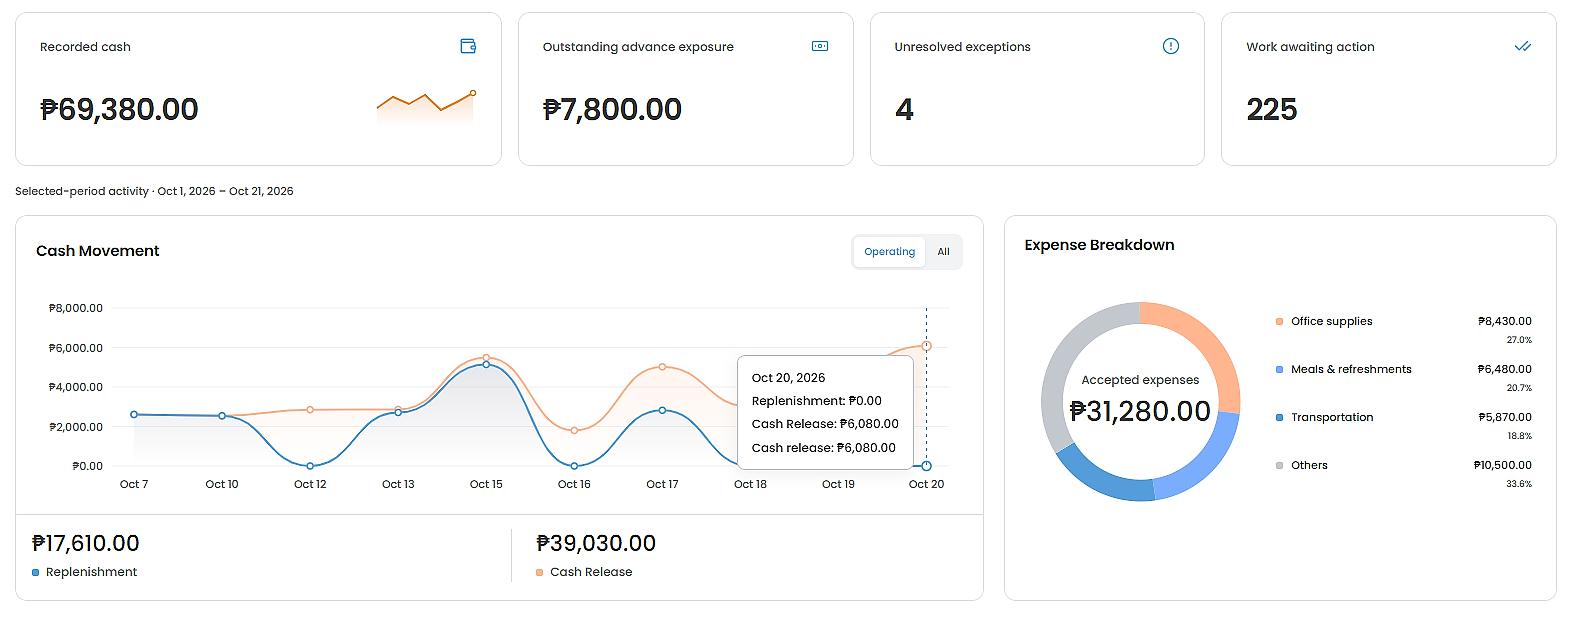 Recorded cash
₱69,380.00
Outstanding advance exposure
₱7,800.00
Unresolved exceptions
4
Work awaiting action
225
Selected-period activity · Oct 1, 2026 – Oct 21, 2026
Cash Movement
Operating All
₱8,000.00
₱6,000.00
₱4,000.00
₱2,000.00
₱0.00
Oct 7 Oct 10 Oct 12 Oct 13 Oct 15 Oct 16 Oct 17 Oct 18 Oct 19 Oct 20
Oct 20, 2026
Replenishment: ₱0.00
Cash Release: ₱6,080.00
Cash release: ₱6,080.00
₱17,610.00
Replenishment
₱39,030.00
Cash Release
Expense Breakdown
Accepted expenses
₱31,280.00
Office supplies ₱8,430.00
27.0%
Meals & refreshments ₱6,480.00
20.7%
Transportation ₱5,870.00
18.8%
Others ₱10,500.00
33.6%